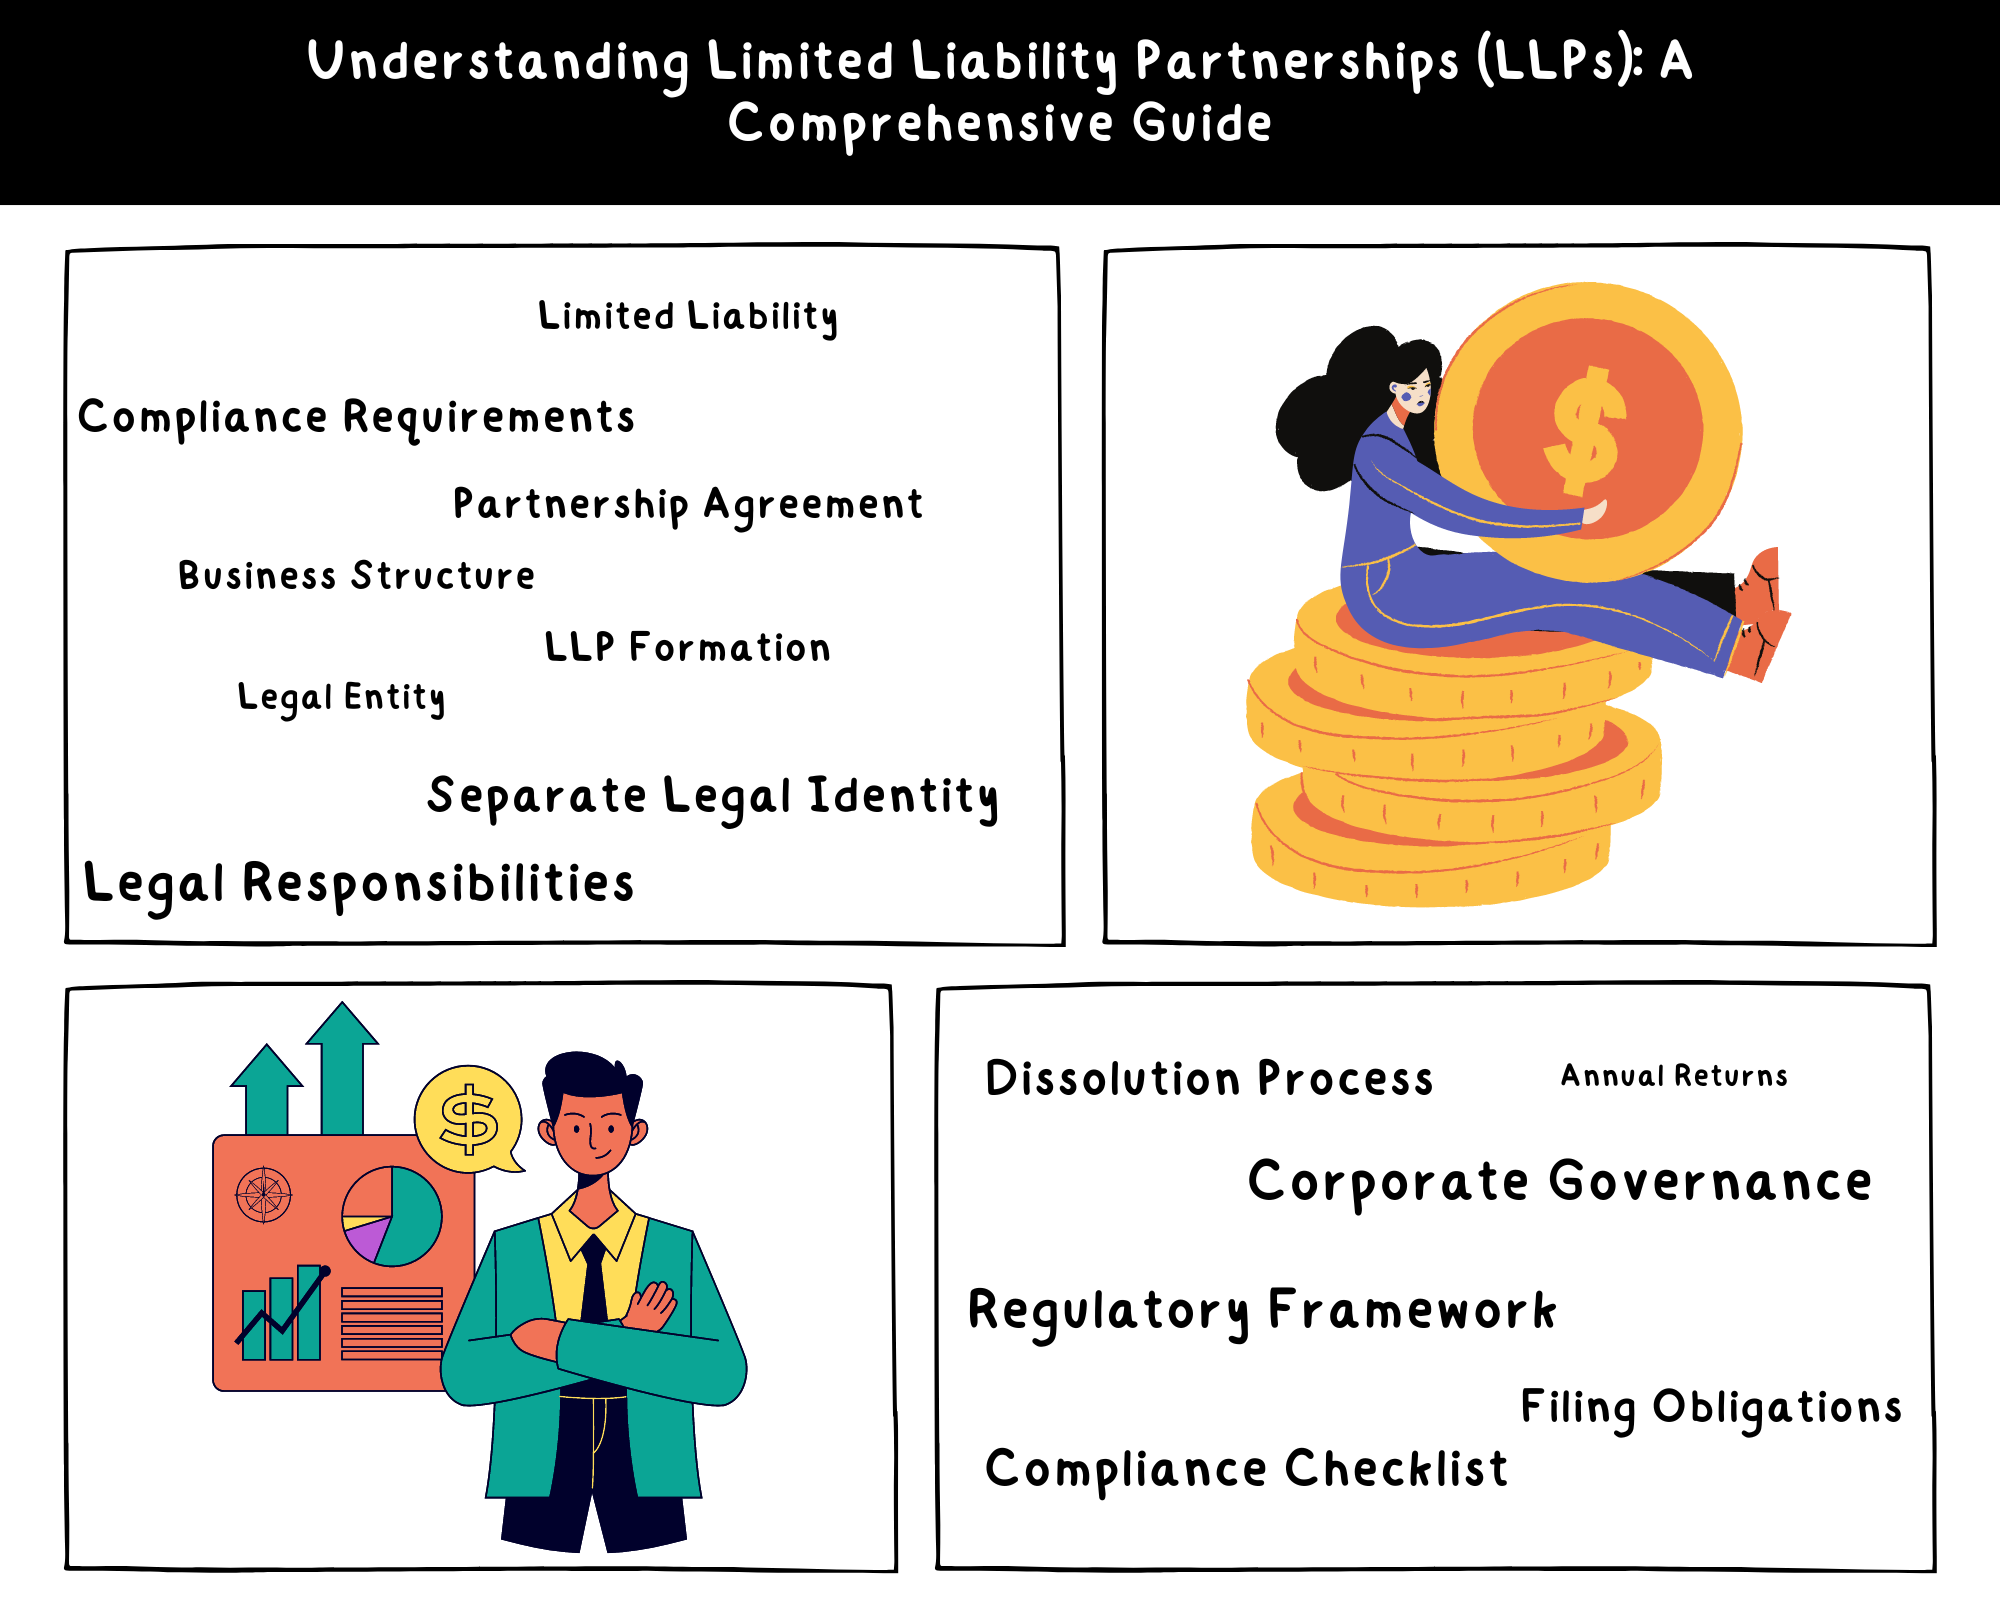 Understanding Limited Liability Partnerships (LLPs): A
Comprehensive Guide
Limited Liability
Compliance Requirements
Partnership Agreement
Business Structure
LLP Formation
Legal Entity
Separate Legal Identity
Legal Responsibilities
$
$
Dissolution Process
Annual Returns
Corporate Governance
Regulatory Framework
Filing Obligations
Compliance Checklist